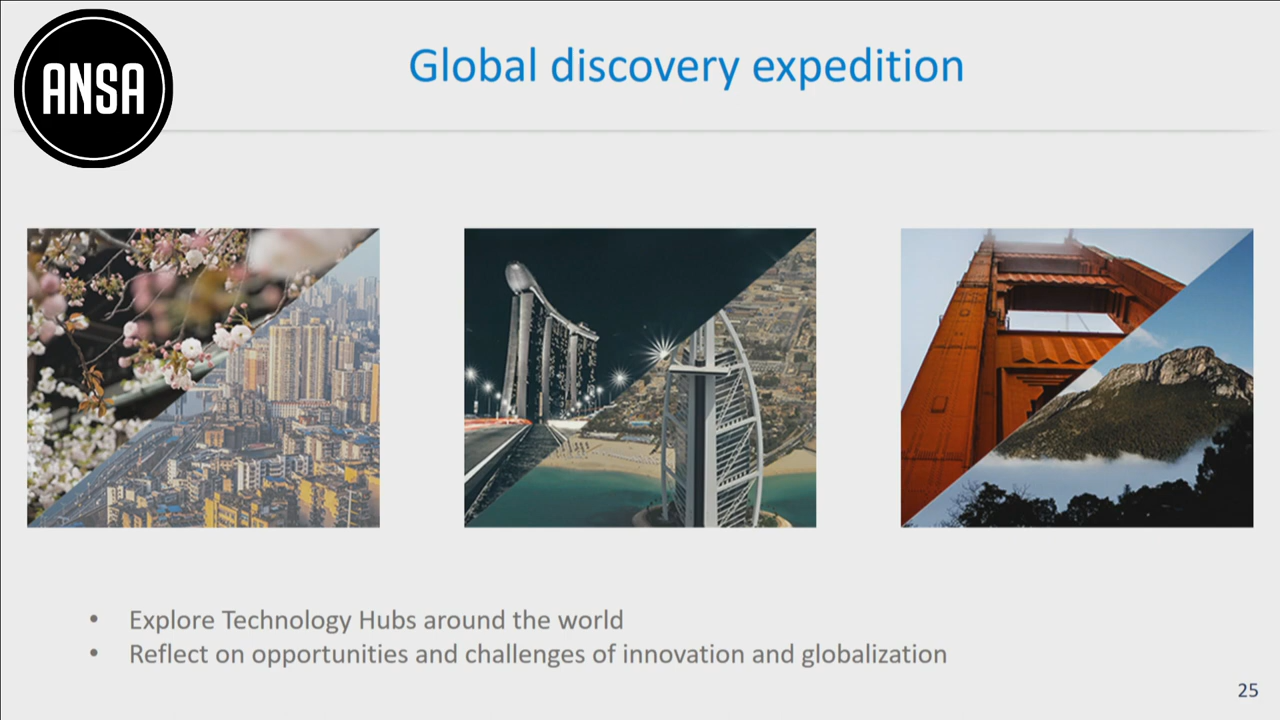 ANSA
Global discovery expedition
• Explore Technology Hubs around the world
• Reflect on opportunities and challenges of innovation and globalization
25